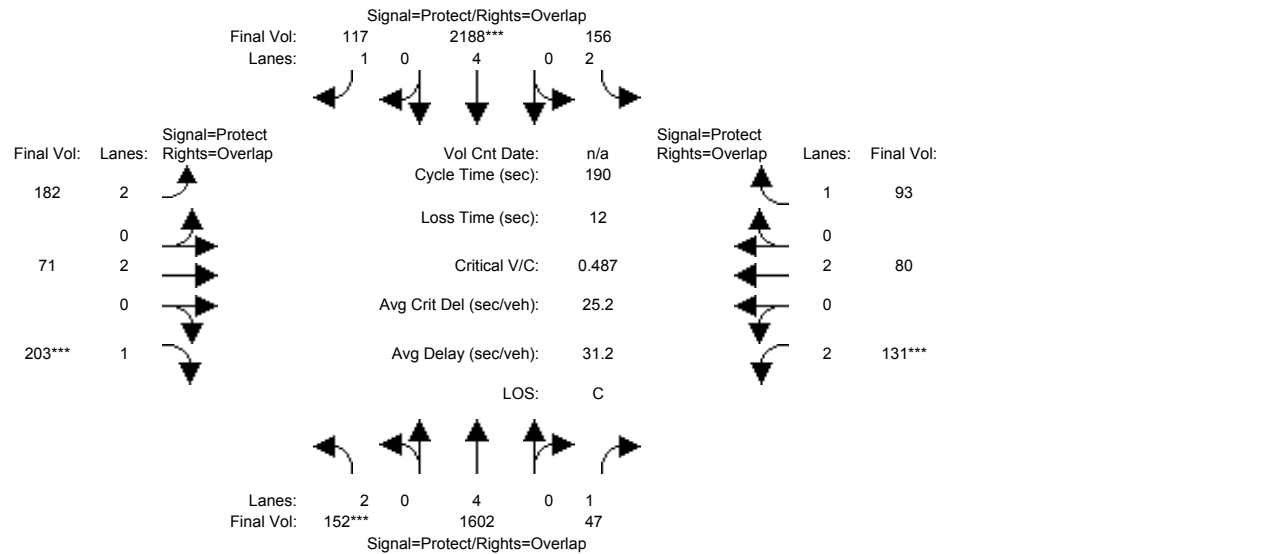 Signal=Protect/Rights=Overlap
Final Vol: 117 2188*** 156
Lanes: 1 0 4 0 2
Signal=Protect Signal=Protect
Final Vol: Lanes: Rights=Overlap Vol Cnt Date: n/a Rights=Overlap Lanes: Final Vol:
Cycle Time (sec): 190
182 2 1 93
Loss Time (sec): 12
0 0
71 2 Critical V/C: 0.487 2 80
0 Avg Crit Del (sec/veh): 25.2 0
203*** 1 Avg Delay (sec/veh): 31.2 2 131***
LOS: C
Lanes: 2 0 4 0 1
Final Vol: 152*** 1602 47
Signal=Protect/Rights=Overlap